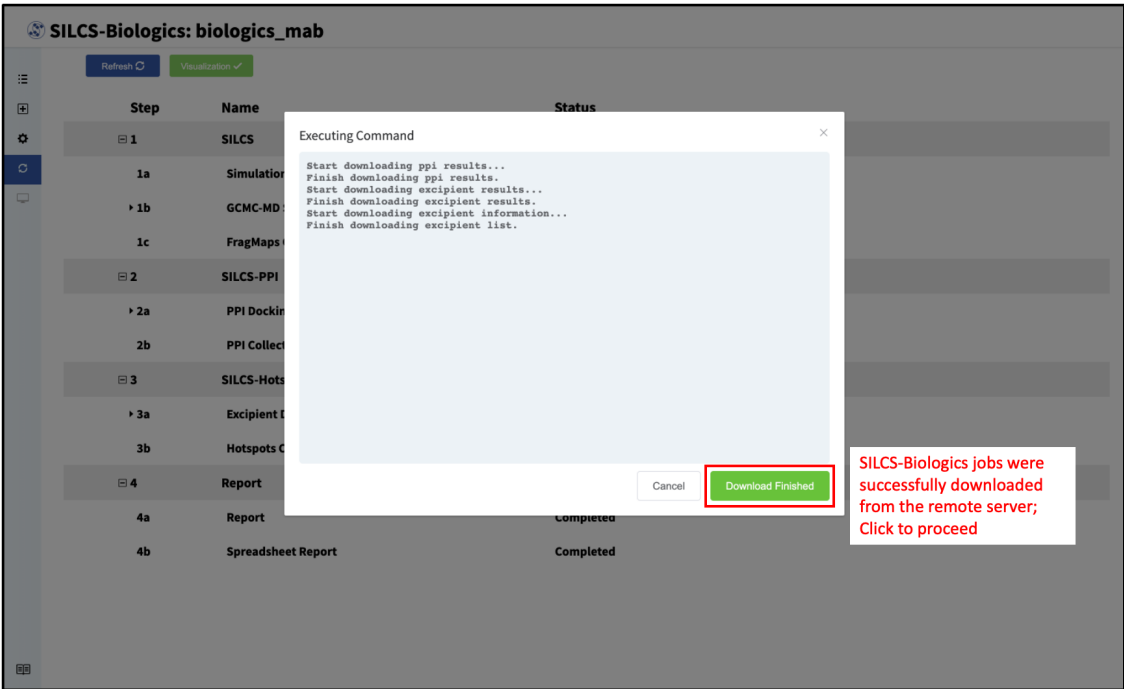 SILCS-Biologics: biologics_mab
Refresh
Visualization
Step Name Status
1 SILCS
1a Simulation
1b GCMC-MD
1c FragMaps
2 SILCS-PPI
2a PPI Dockin
2b PPI Collect
3 SILCS-Hots
3a Excipient
3b Hotspots C
4 Report
4a Report Completed
4b Spreadsheet Report Completed
Executing Command
Start downloading ppi results...
Finish downloading ppi results.
Start downloading excipient results...
Finish downloading excipient results.
Start downloading excipient information...
Finish downloading excipient list.
Cancel
Download Finished
SILCS-Biologics jobs were
successfully downloaded
from the remote server;
Click to proceed